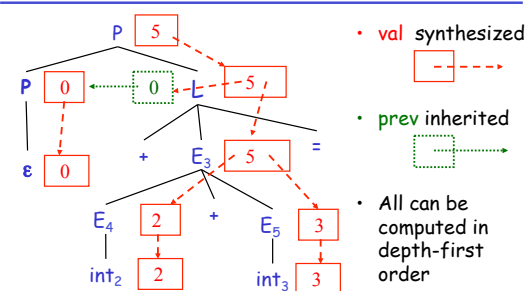 P 5
P 0 0 L 5
+ E3 5 =
ε 0
E4 2 + E5 3
int2 2 int3 3
• val synthesized
• prev inherited
• All can be
computed in
depth-first
order